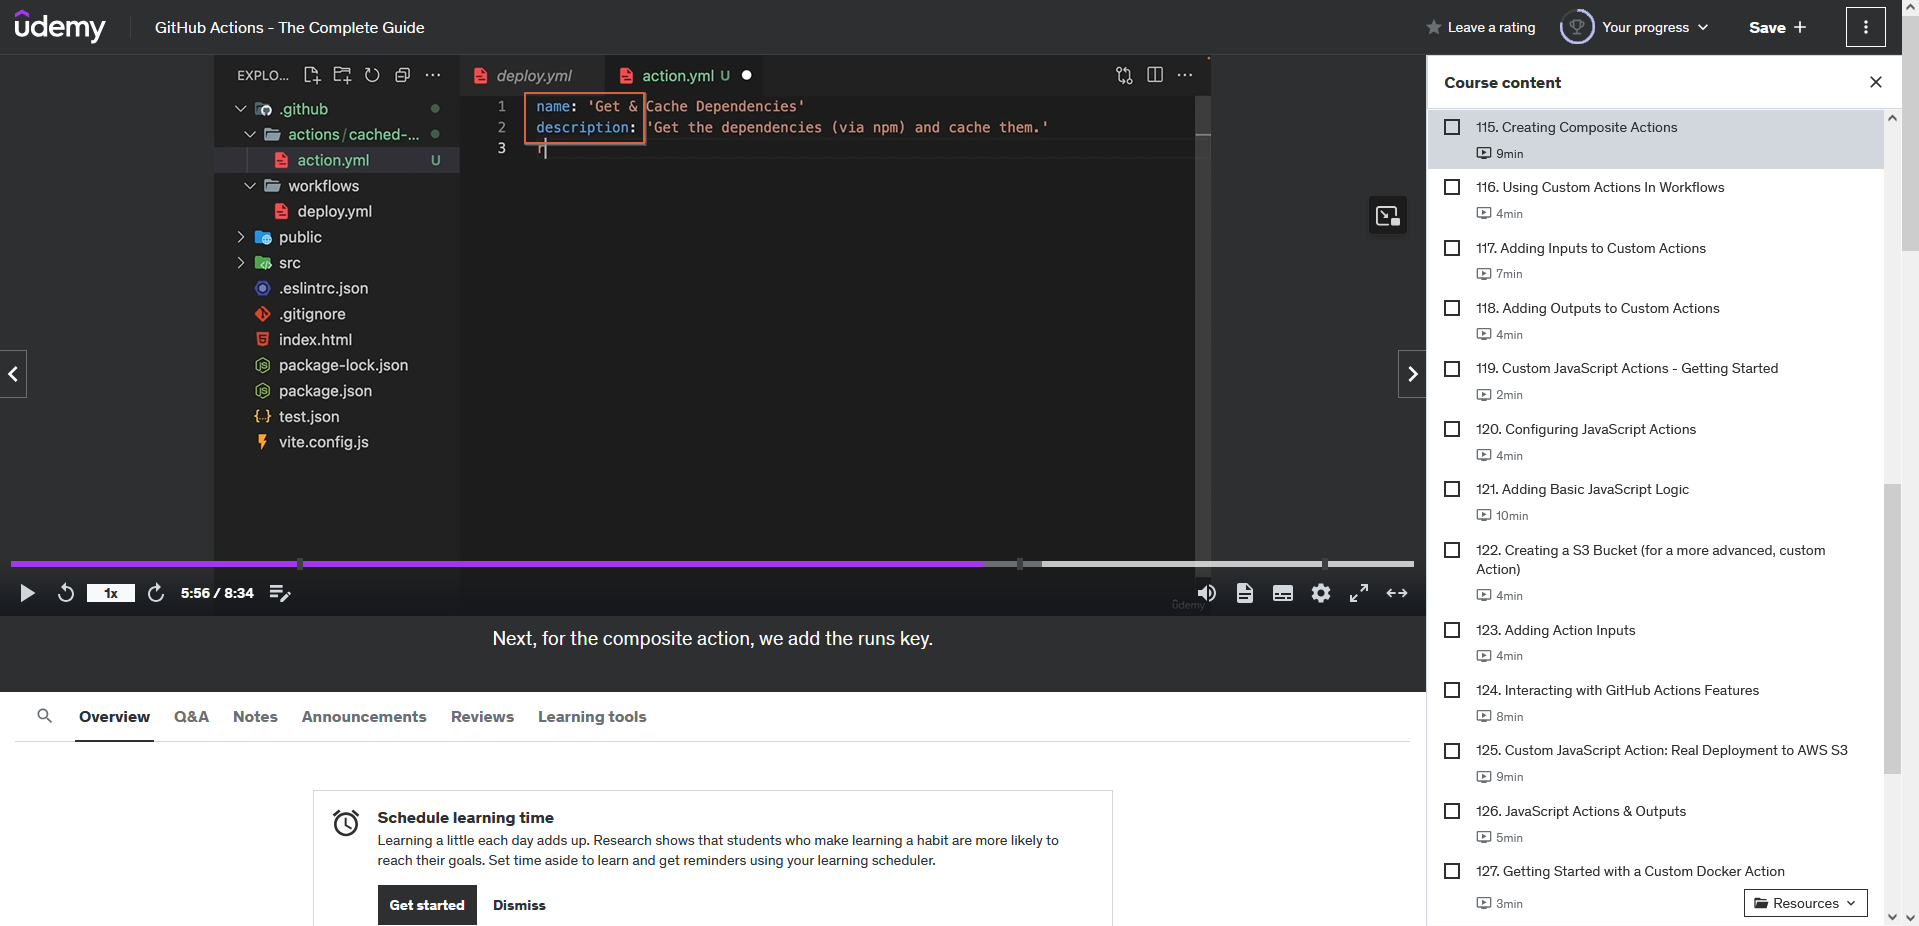 udemy
GitHub Actions - The Complete Guide
Leave a rating
Your progress
Save
EXPLO...
deploy.yml
action.yml U
.github
actions/cached-...
action.yml U
workflows
deploy.yml
public
src
.eslintrc.json
.gitignore
index.html
package-lock.json
package.json
test.json
vite.config.js
1 name: 'Get & Cache Dependencies'
2 description: 'Get the dependencies (via npm) and cache them.'
3 r
1x
5:56 / 8:34
udemy
Next, for the composite action, we add the runs key.
Overview
Q&A
Notes
Announcements
Reviews
Learning tools
Schedule learning time
Learning a little each day adds up. Research shows that students who make learning a habit are more likely to
reach their goals. Set time aside to learn and get reminders using your learning scheduler.
Get started
Dismiss
Course content
115. Creating Composite Actions
9min
116. Using Custom Actions In Workflows
4min
117. Adding Inputs to Custom Actions
7min
118. Adding Outputs to Custom Actions
4min
119. Custom JavaScript Actions - Getting Started
2min
120. Configuring JavaScript Actions
4min
121. Adding Basic JavaScript Logic
10min
122. Creating a S3 Bucket (for a more advanced, custom
Action)
4min
123. Adding Action Inputs
4min
124. Interacting with GitHub Actions Features
8min
125. Custom JavaScript Action: Real Deployment to AWS S3
9min
126. JavaScript Actions & Outputs
5min
127. Getting Started with a Custom Docker Action
3min
Resources